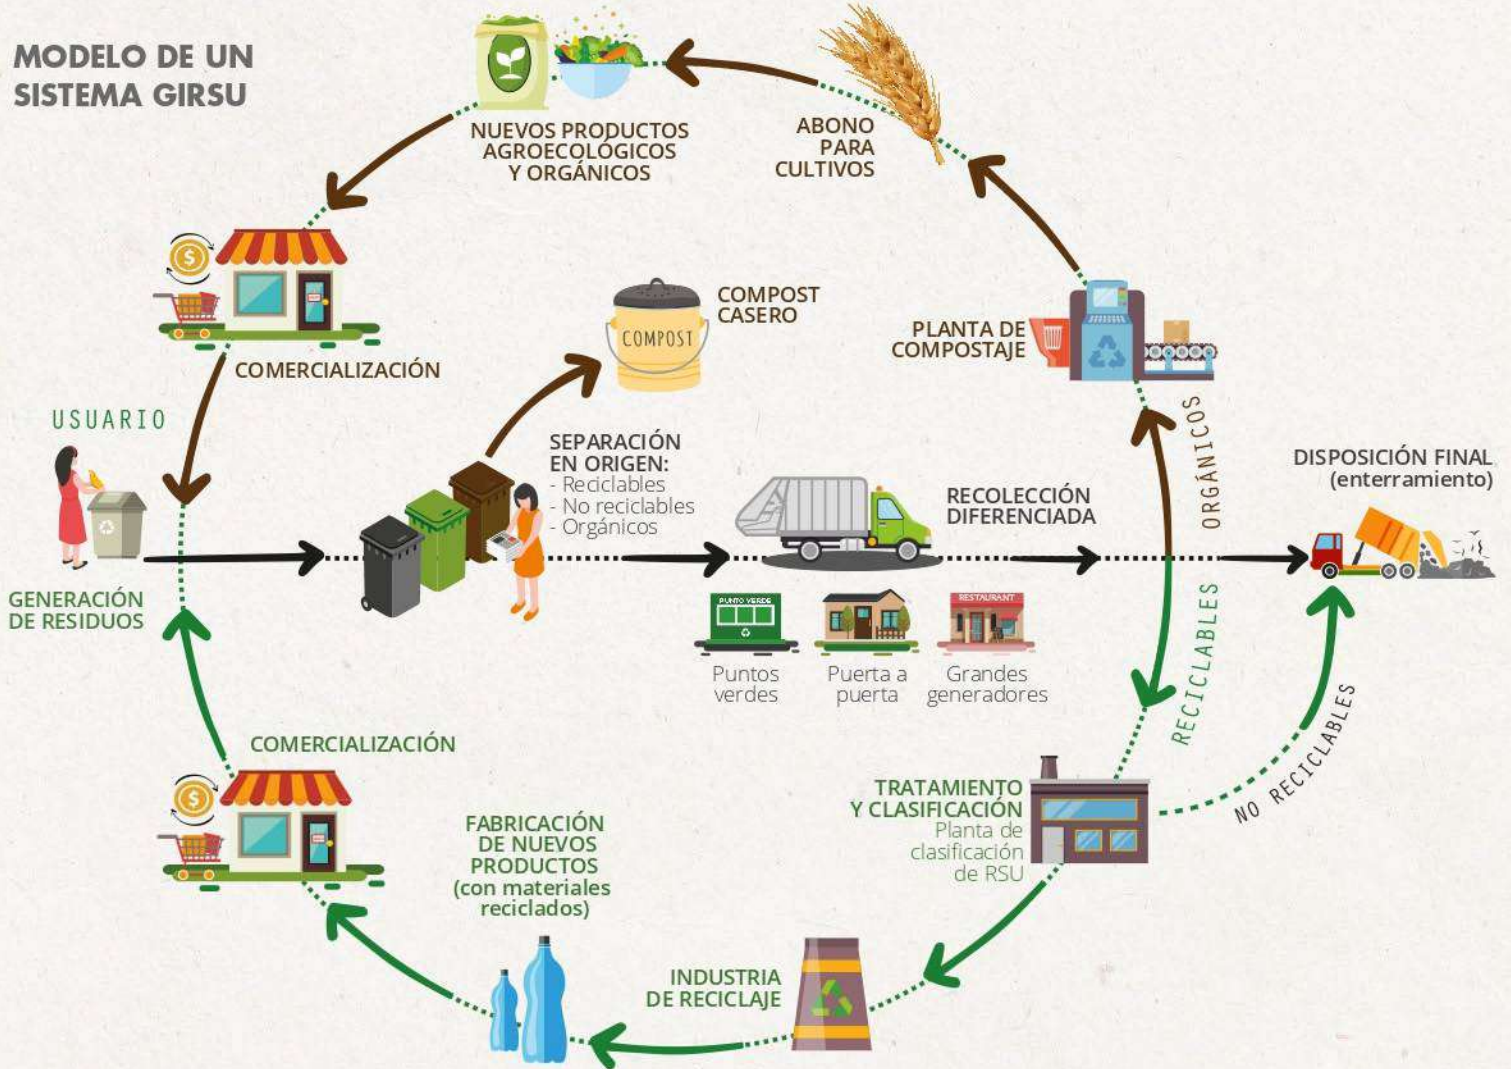 MODELO DE UN
SISTEMA GIRSU
NUEVOS PRODUCTOS
AGROECOLÓGICOS
Y ORGÁNICOS
ABONO
PARA
CULTIVOS
$
COMERCIALIZACIÓN
COMPOST
COMPOST
CASERO
PLANTA DE
COMPOSTAJE
USUARIO
GENERACIÓN
DE RESIDUOS
SEPARACIÓN
EN ORIGEN:
- Reciclables
- No reciclables
- Orgánicos
RECOLECCIÓN
DIFERENCIADA
ORGÁNICOS
DISPOSICIÓN FINAL
(enterramiento)
PUNTO VERDE
RESTAURANT
Puntos
verdes
Puerta a
puerta
Grandes
generadores
RECICLABLES
NO RECICLABLES
COMERCIALIZACIÓN
$
TRATAMIENTO
Y CLASIFICACIÓN
Planta de
clasificación
de RSU
FABRICACIÓN
DE NUEVOS
PRODUCTOS
(con materiales
reciclados)
INDUSTRIA
DE RECICLAJE